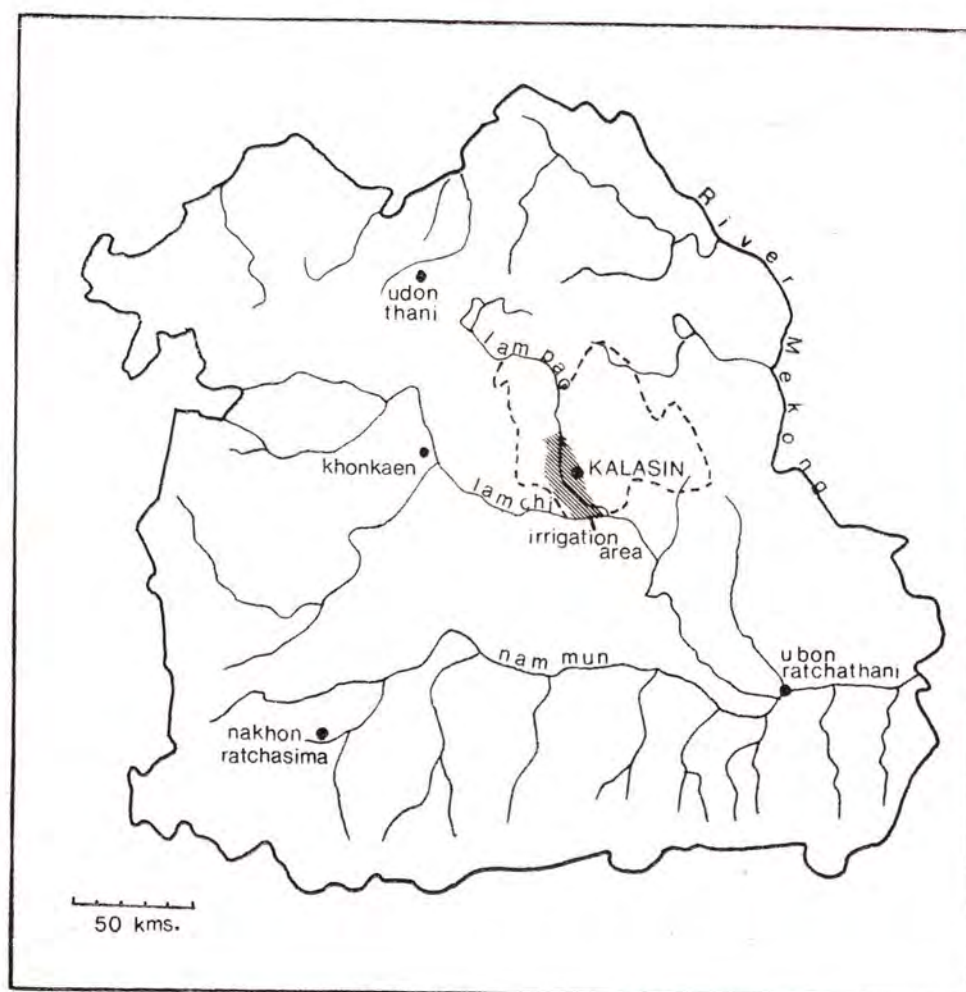 River Mekong
udon
thani
lam pao
khonkaen
KALASIN
lam chi
irrigation
area
nam mun
ubon
ratchathani
nakhon
ratchasima
50 kms.